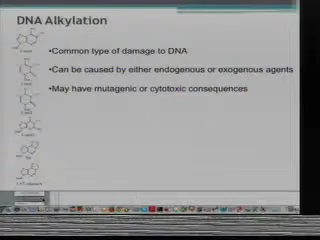 DNA Alkylation
•Common type of damage to DNA
•Can be caused by either endogenous or exogenous agents
•May have mutagenic or cytotoxic consequences